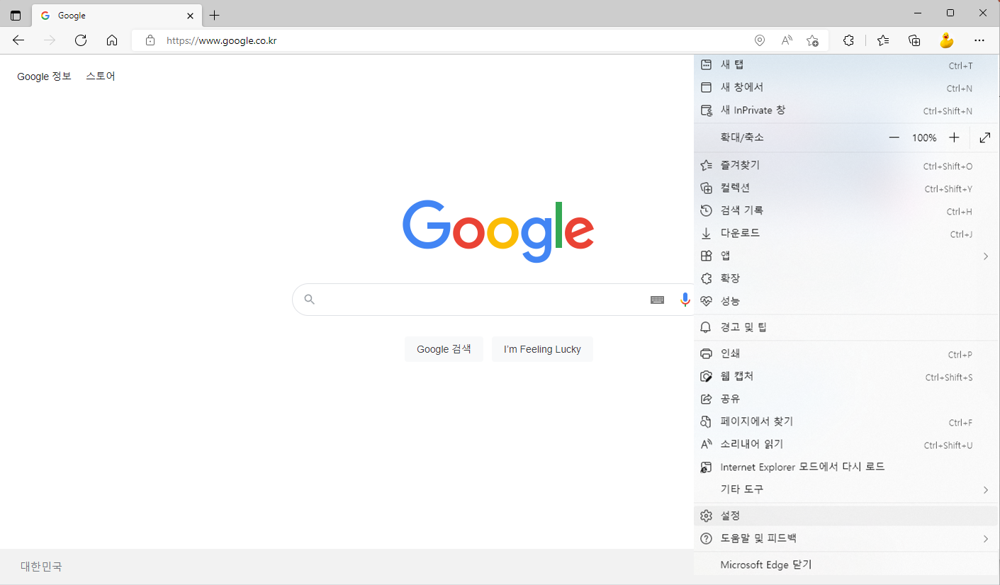 Google
https://www.google.co.kr
Google 정보 스토어
새 탭 Ctrl+T
새 창에서 Ctrl+N
새 InPrivate 창 Ctrl+Shift+N
확대/축소 100%
즐겨찾기 Ctrl+Shift+O
컬렉션 Ctrl+Shift+Y
검색 기록 Ctrl+H
다운로드 Ctrl+J
앱
확장
성능
경고 및 팁
인쇄 Ctrl+P
웹 캡처 Ctrl+Shift+S
공유
페이지에서 찾기 Ctrl+F
소리내어 읽기 Ctrl+Shift+U
Internet Explorer 모드에서 다시 로드
기타 도구
설정
도움말 및 피드백
Microsoft Edge 닫기
Google
Google 검색 I'm Feeling Lucky
대한민국